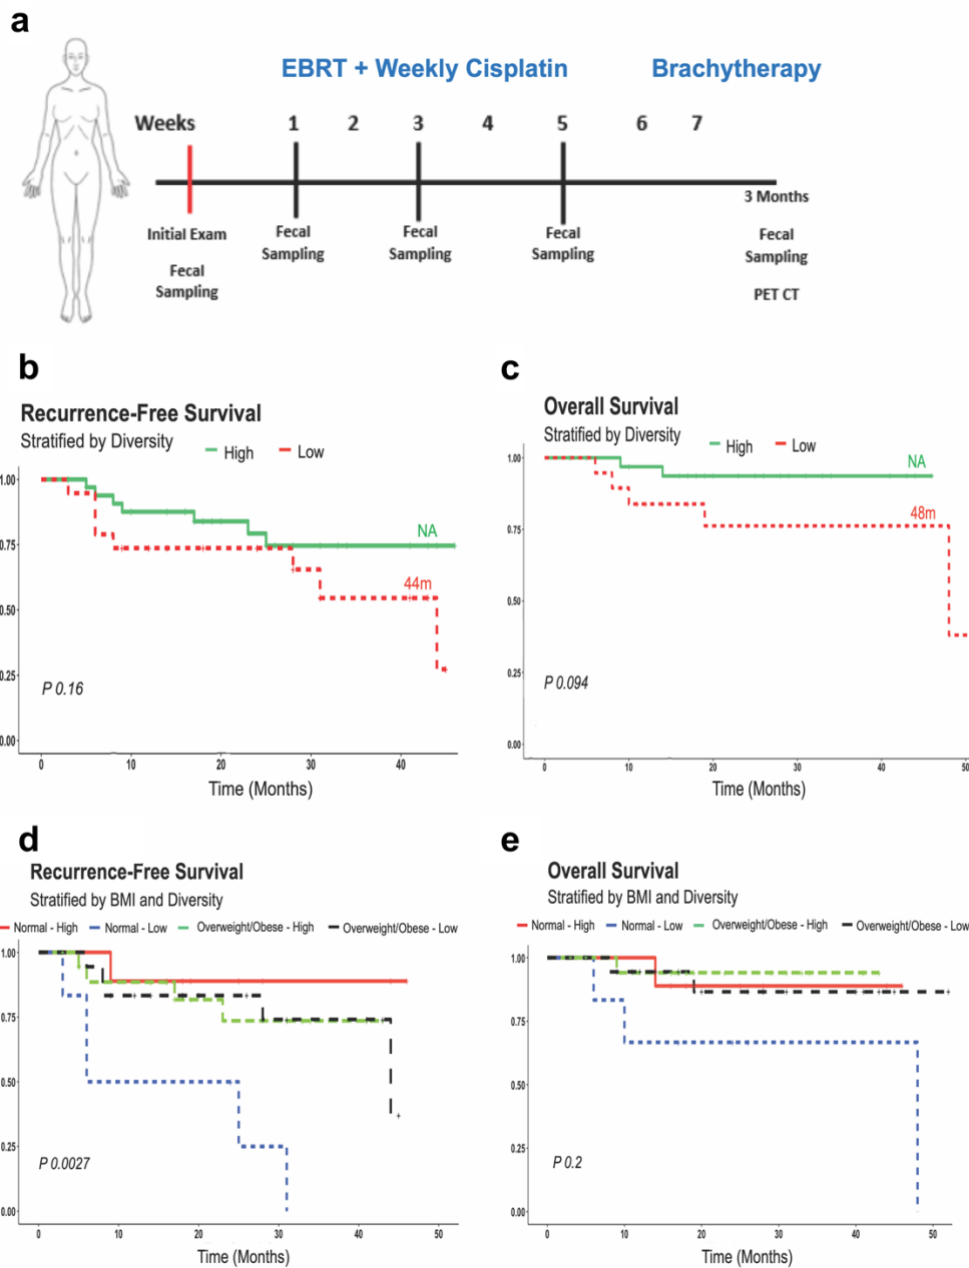 a
EBRT + Weekly Cisplatin Brachytherapy
Weeks 1 2 3 4 5 6 7
3 Months
Initial Exam
Fecal
Sampling
Fecal
Sampling
Fecal
Sampling
Fecal
Sampling
Fecal
Sampling
PET CT
b
Recurrence-Free Survival
Stratified by Diversity
High Low
1.00
0.75
0.50
0.25
0.00
NA
44m
P 0.16
0 10 20 30 40
Time (Months)
c
Overall Survival
Stratified by Diversity
High Low
1.00
0.75
0.50
0.25
0.00
NA
48m
P 0.094
0 10 20 30 40 50
Time (Months)
d
Recurrence-Free Survival
Stratified by BMI and Diversity
Normal - High Normal - Low Overweight/Obese - High Overweight/Obese - Low
1.00
0.75
0.50
0.25
0.00
P 0.0027
0 10 20 30 40 50
Time (Months)
e
Overall Survival
Stratified by BMI and Diversity
Normal - High Normal - Low Overweight/Obese - High Overweight/Obese - Low
1.00
0.75
0.50
0.25
0.00
P 0.2
0 10 20 30 40 50
Time (Months)